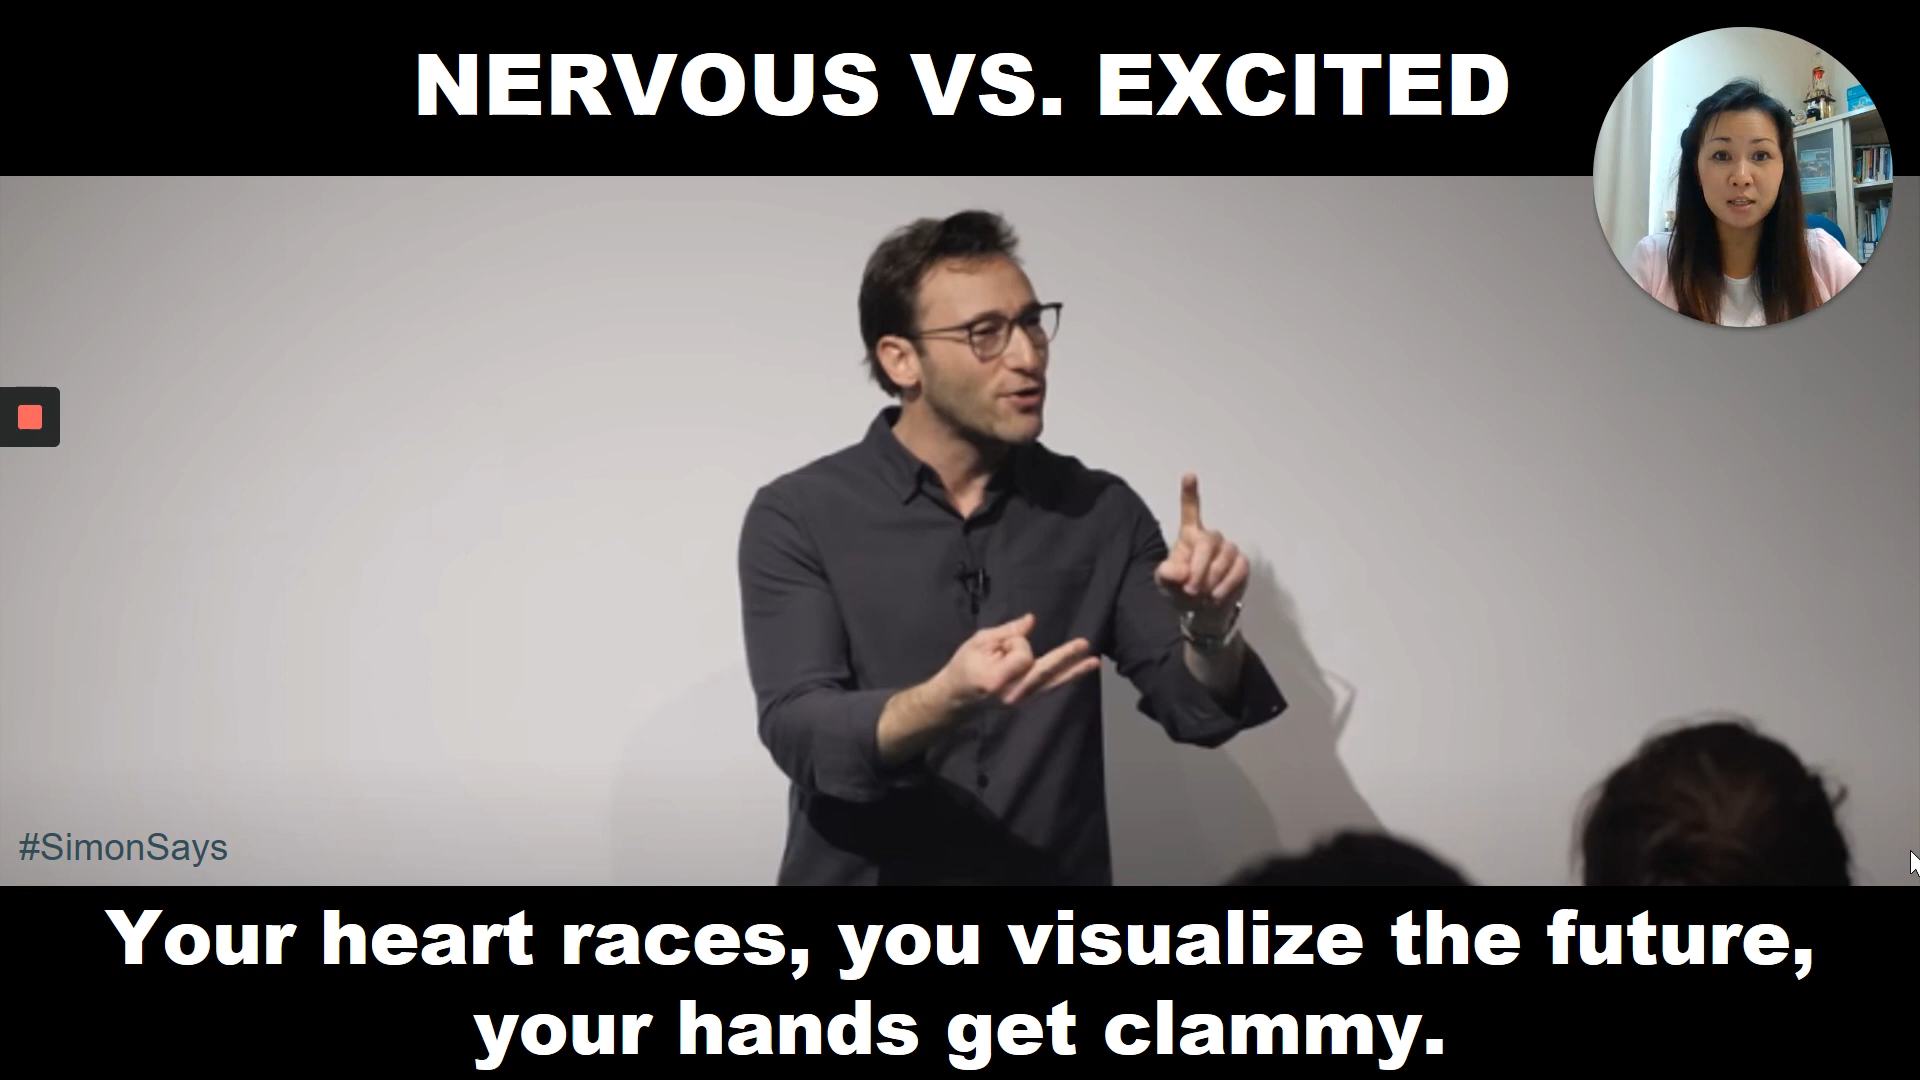 NERVOUS VS. EXCITED
#SimonSays
Your heart races, you visualize the future,
your hands get clammy.